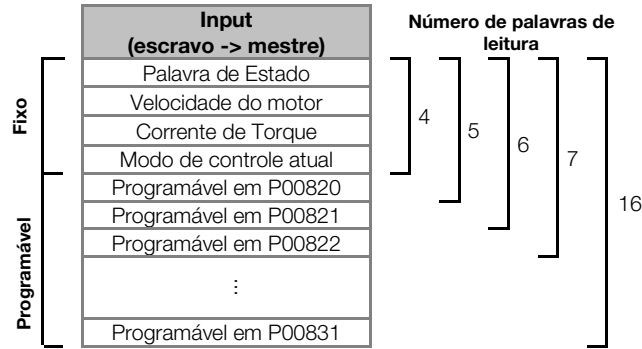 Input
(escravo -> mestre)
Número de palavras de
leitura
Fixo
Palavra de Estado
Velocidade do motor
Corrente de Torque
Modo de controle atual
4
5
6
7
16
Programável
Programável em P00820
Programável em P00821
Programável em P00822
...
Programável em P00831